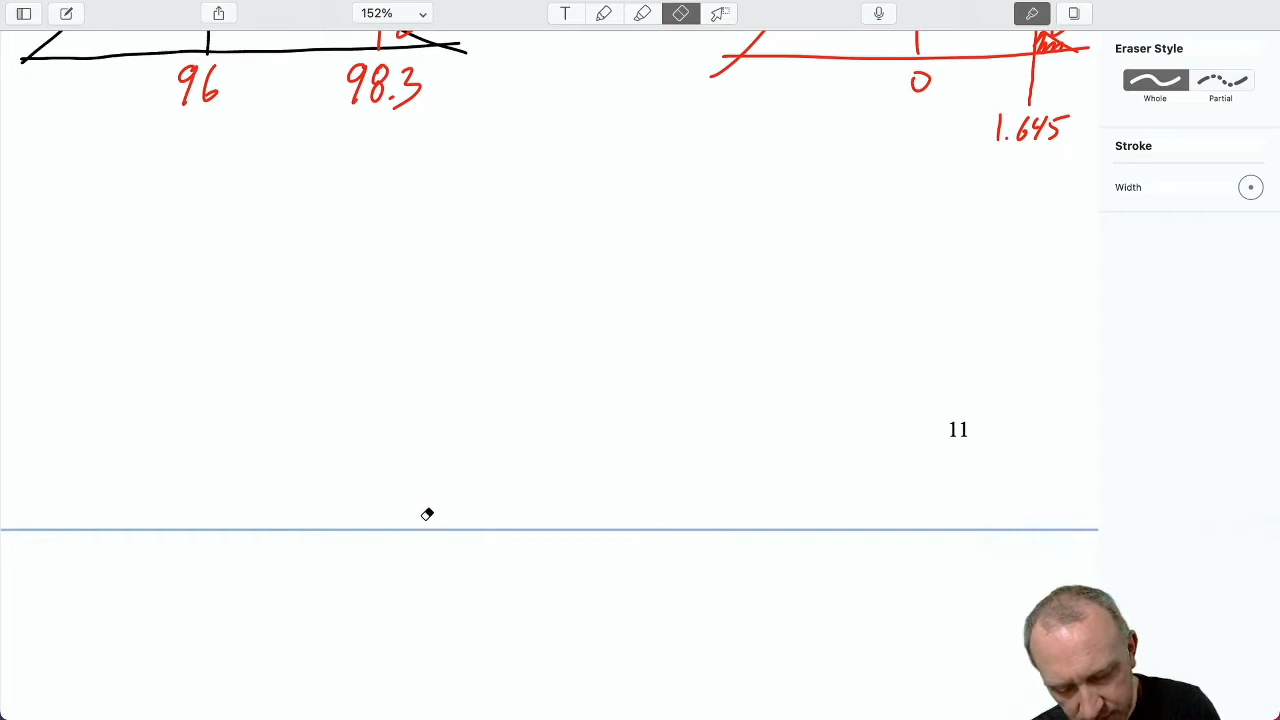 152%
T
Eraser Style
Whole Partial
Stroke
Width
96 98.3
0
1.645
11